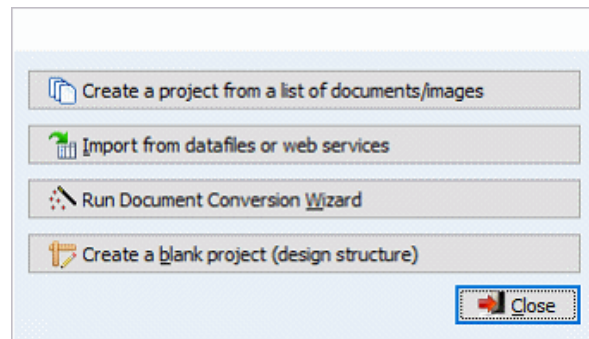 Create a project from a list of documents/images
Import from datafiles or web services
Run Document Conversion Wizard
Create a blank project (design structure)
Close